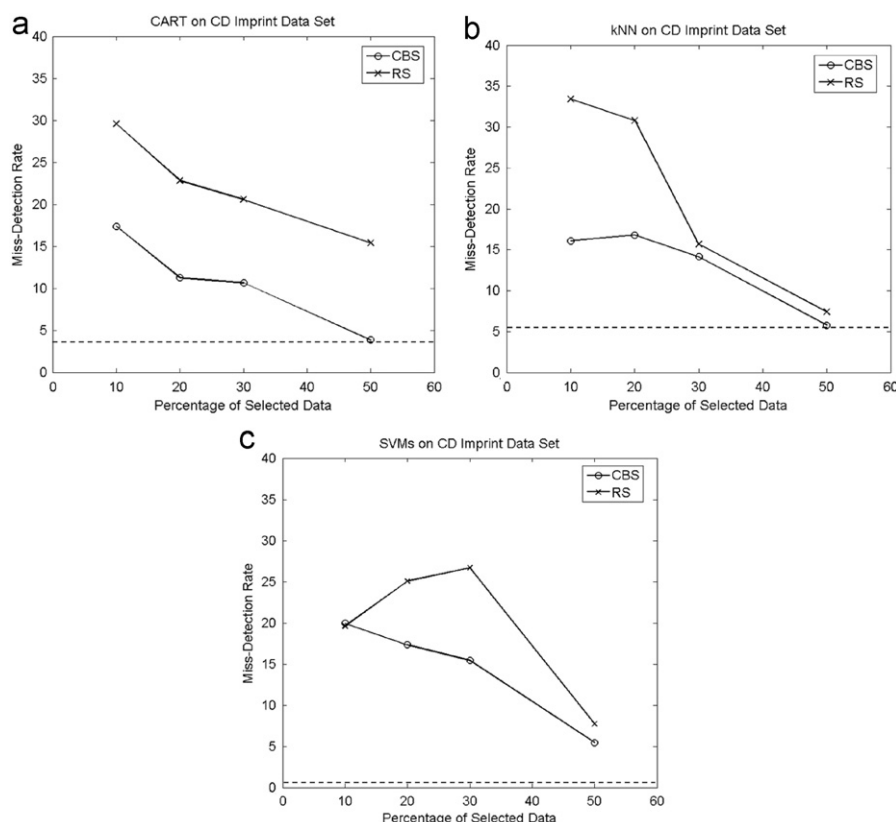 a
CART on CD Imprint Data Set
40
35
30
25
20
15
10
5
0
Miss-Detection Rate
CBS
RS
0 10 20 30 40 50 60
Percentage of Selected Data
b
kNN on CD Imprint Data Set
40
35
30
25
20
15
10
5
0
Miss-Detection Rate
CBS
RS
0 10 20 30 40 50 60
Percentage of Selected Data
c
SVMs on CD Imprint Data Set
40
35
30
25
20
15
10
5
0
Miss-Detection Rate
CBS
RS
0 10 20 30 40 50 60
Percentage of Selected Data